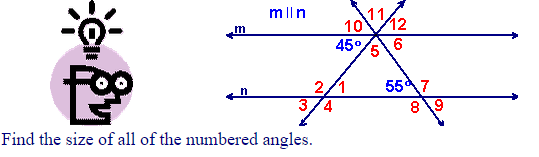 m || n
11
10 12
m
45° 5 6
n 2 1 55° 7
3 4 8 9
Find the size of all of the numbered angles.